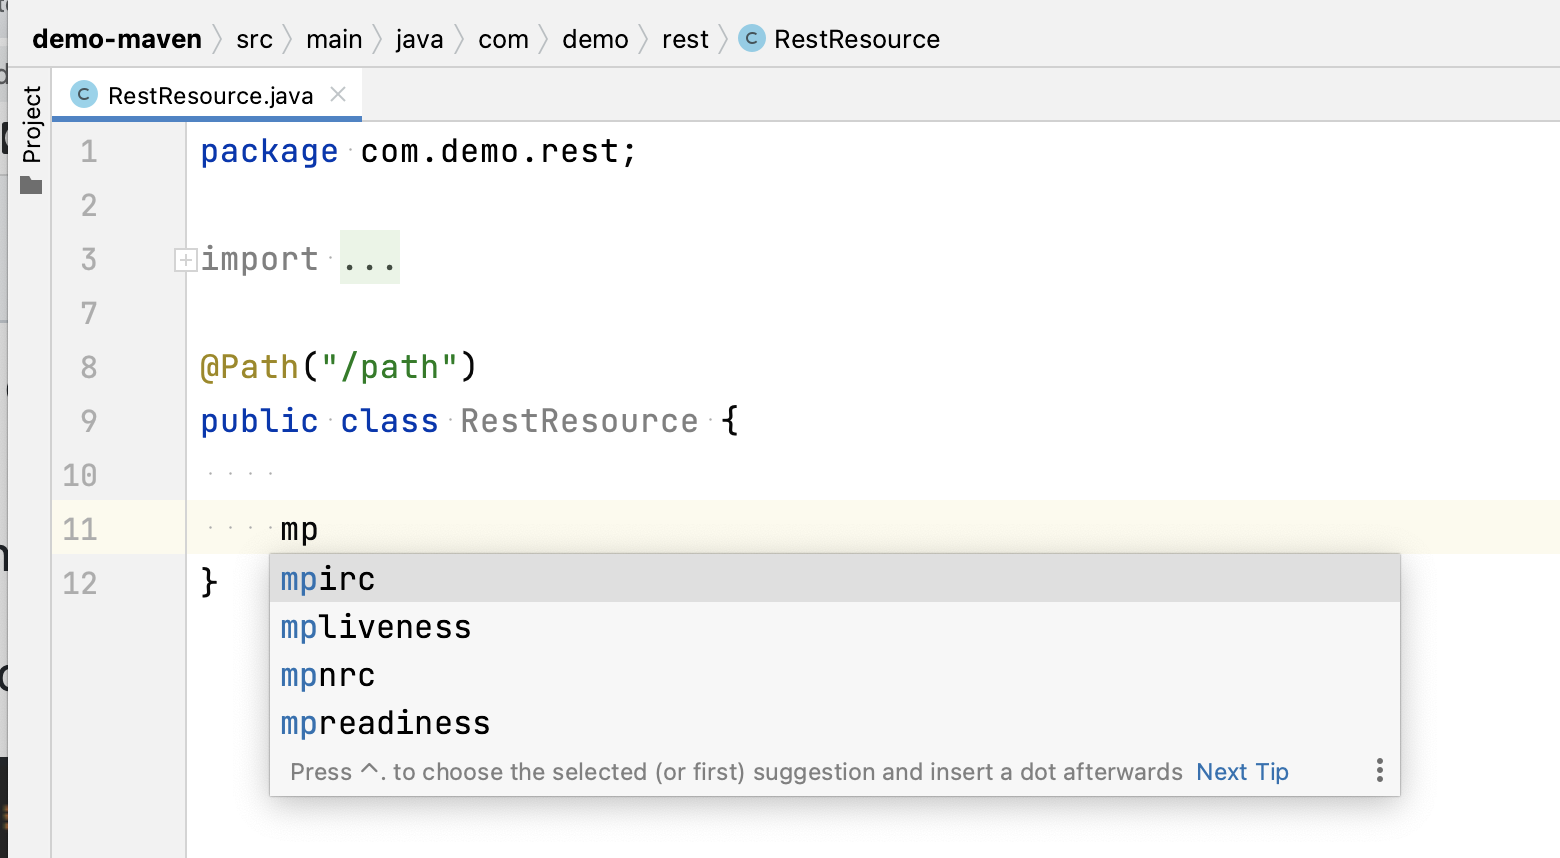 demo-maven src main java com demo rest C RestResource
Project
C RestResource.java
1 package com.demo.rest;
2
3 import ...
7
8 @Path("/path")
9 public class RestResource {
10
11 mp
12 }
mpirc
mpliveness
mpnrc
mpreadiness
Press ^. to choose the selected (or first) suggestion and insert a dot afterwards Next Tip